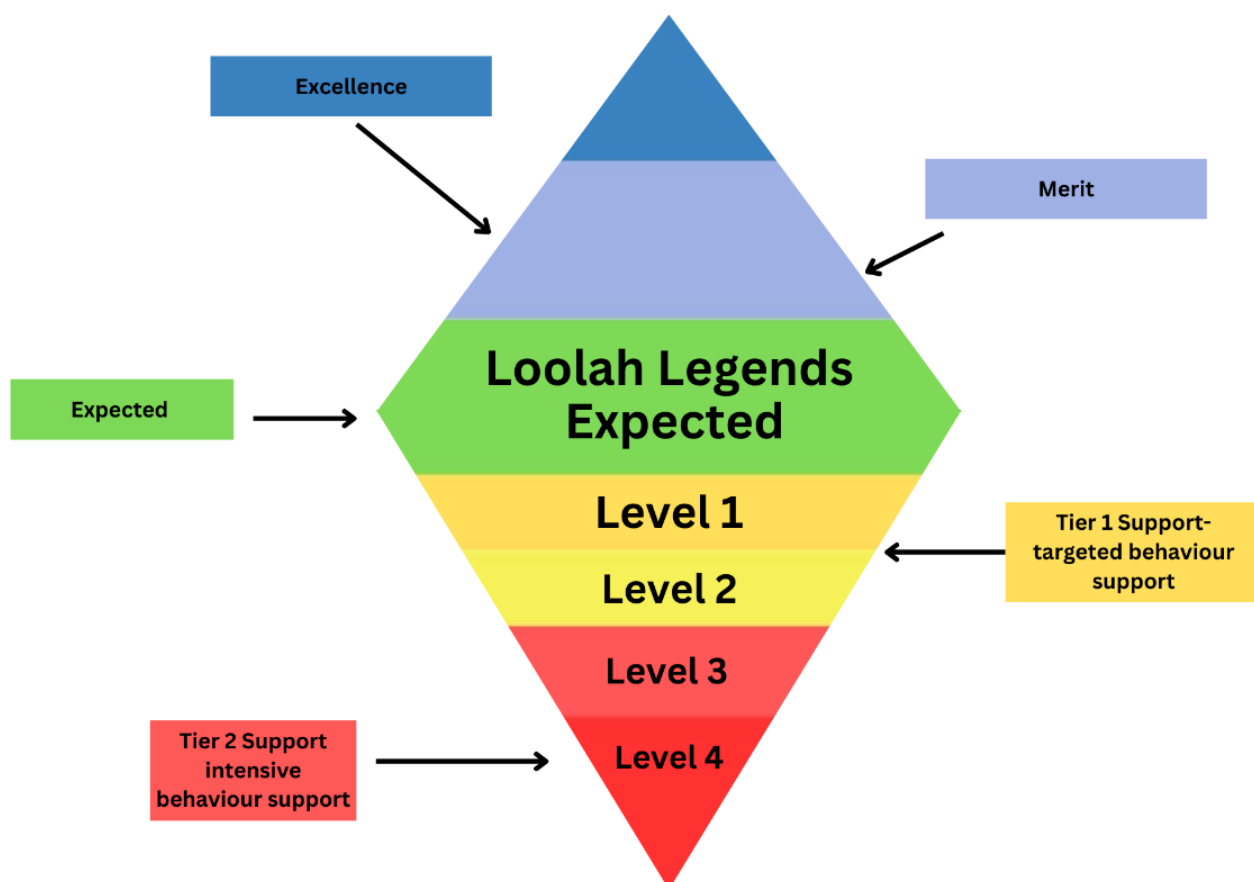 Excellence
Merit
Loolah Legends
Expected
Expected
Level 1
Tier 1 Support-
targeted behaviour
support
Level 2
Level 3
Tier 2 Support
intensive
behaviour support
Level 4